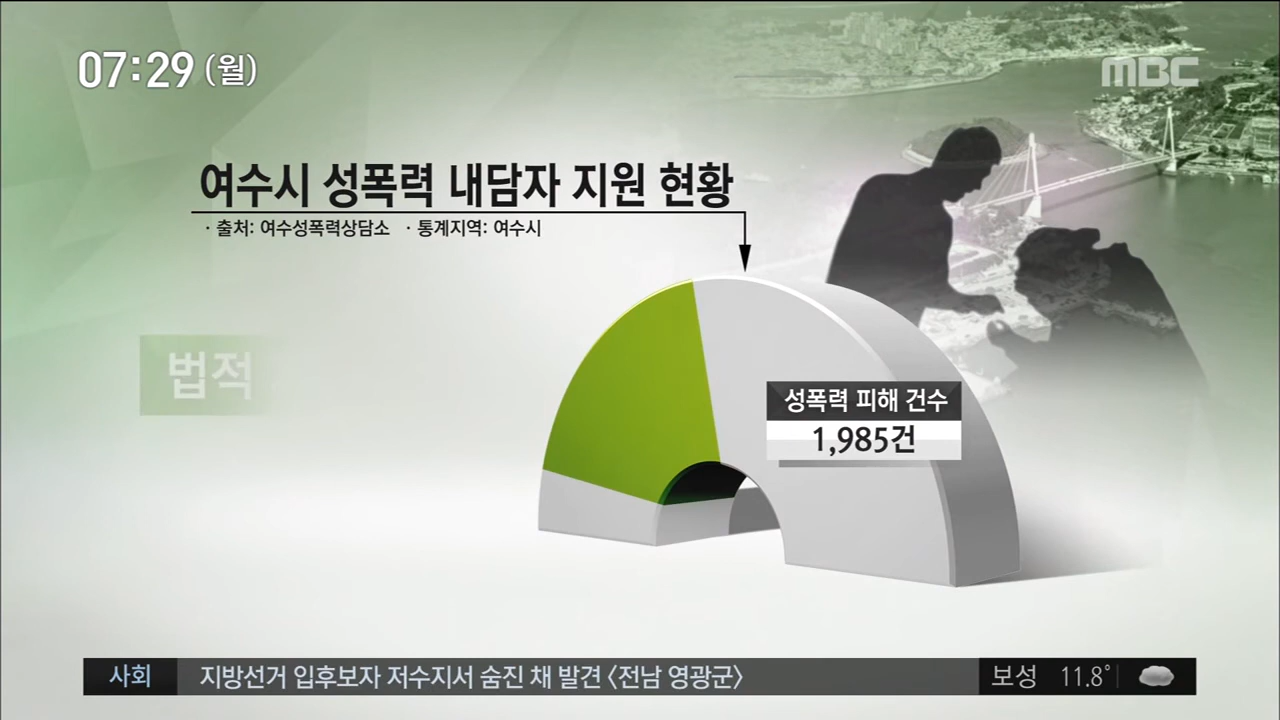 07:29 (월)
MBC
여수시 성폭력 내담자 지원 현황
· 출처: 여수성폭력상담소 · 통계지역: 여수시
법적
성폭력 피해 건수
1,985건
사회 지방선거 입후보자 저수지서 숨진 채 발견 〈전남 영광군〉 보성 11.8°